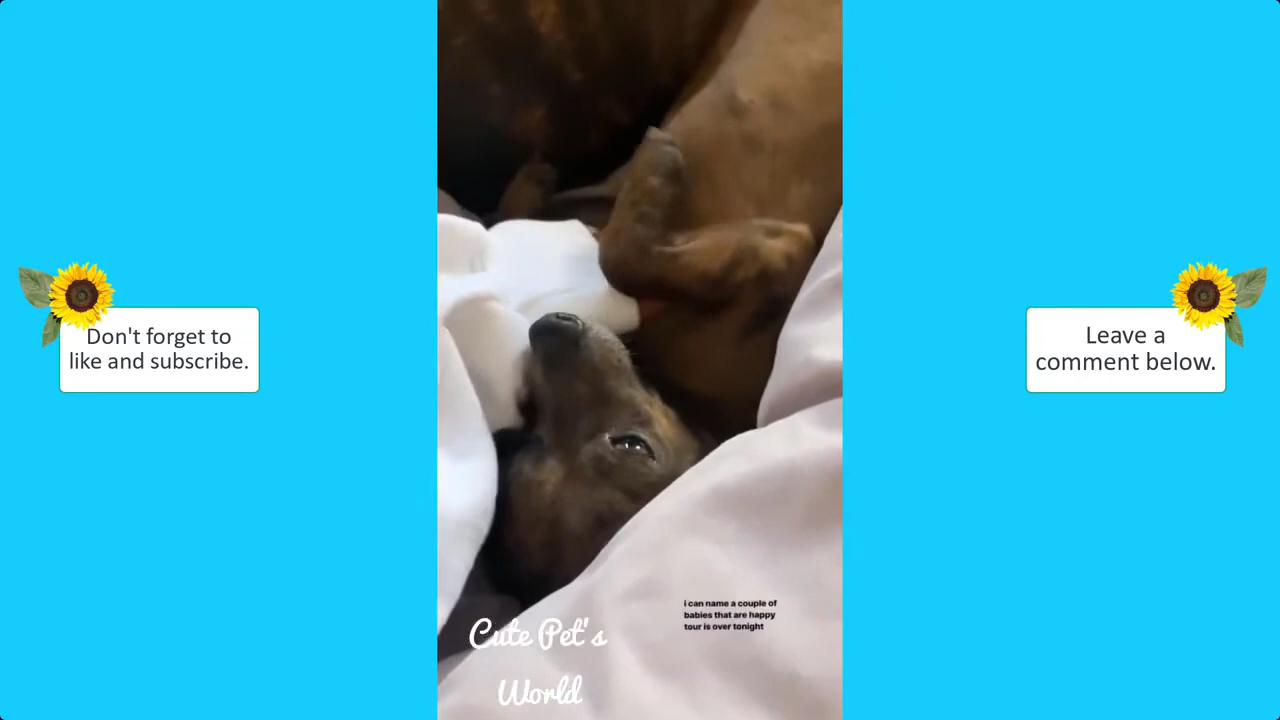 Don't forget to
like and subscribe.
Leave a
comment below.
i can name a couple of
babies that are happy
tour is over tonight
Cute Pet's
World